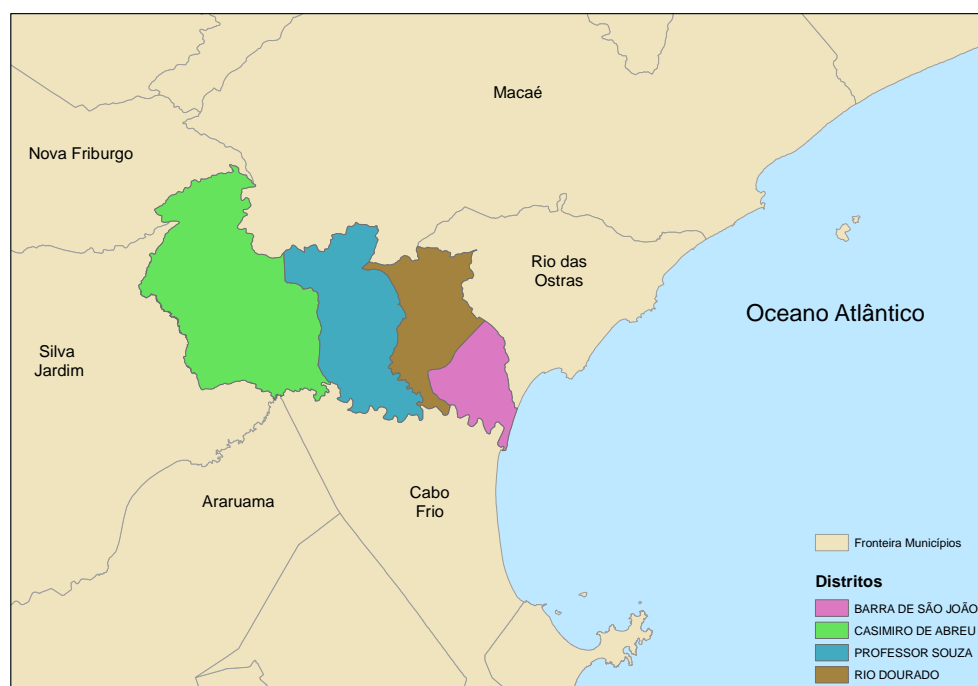 Macaé
Nova Friburgo
Rio das
Ostras
Oceano Atlântico
Silva
Jardim
Araruama
Cabo
Frio
Fronteira Municípios
Distritos
BARRA DE SÃO JOÃO
CASIMIRO DE ABREU
PROFESSOR SOUZA
RIO DOURADO